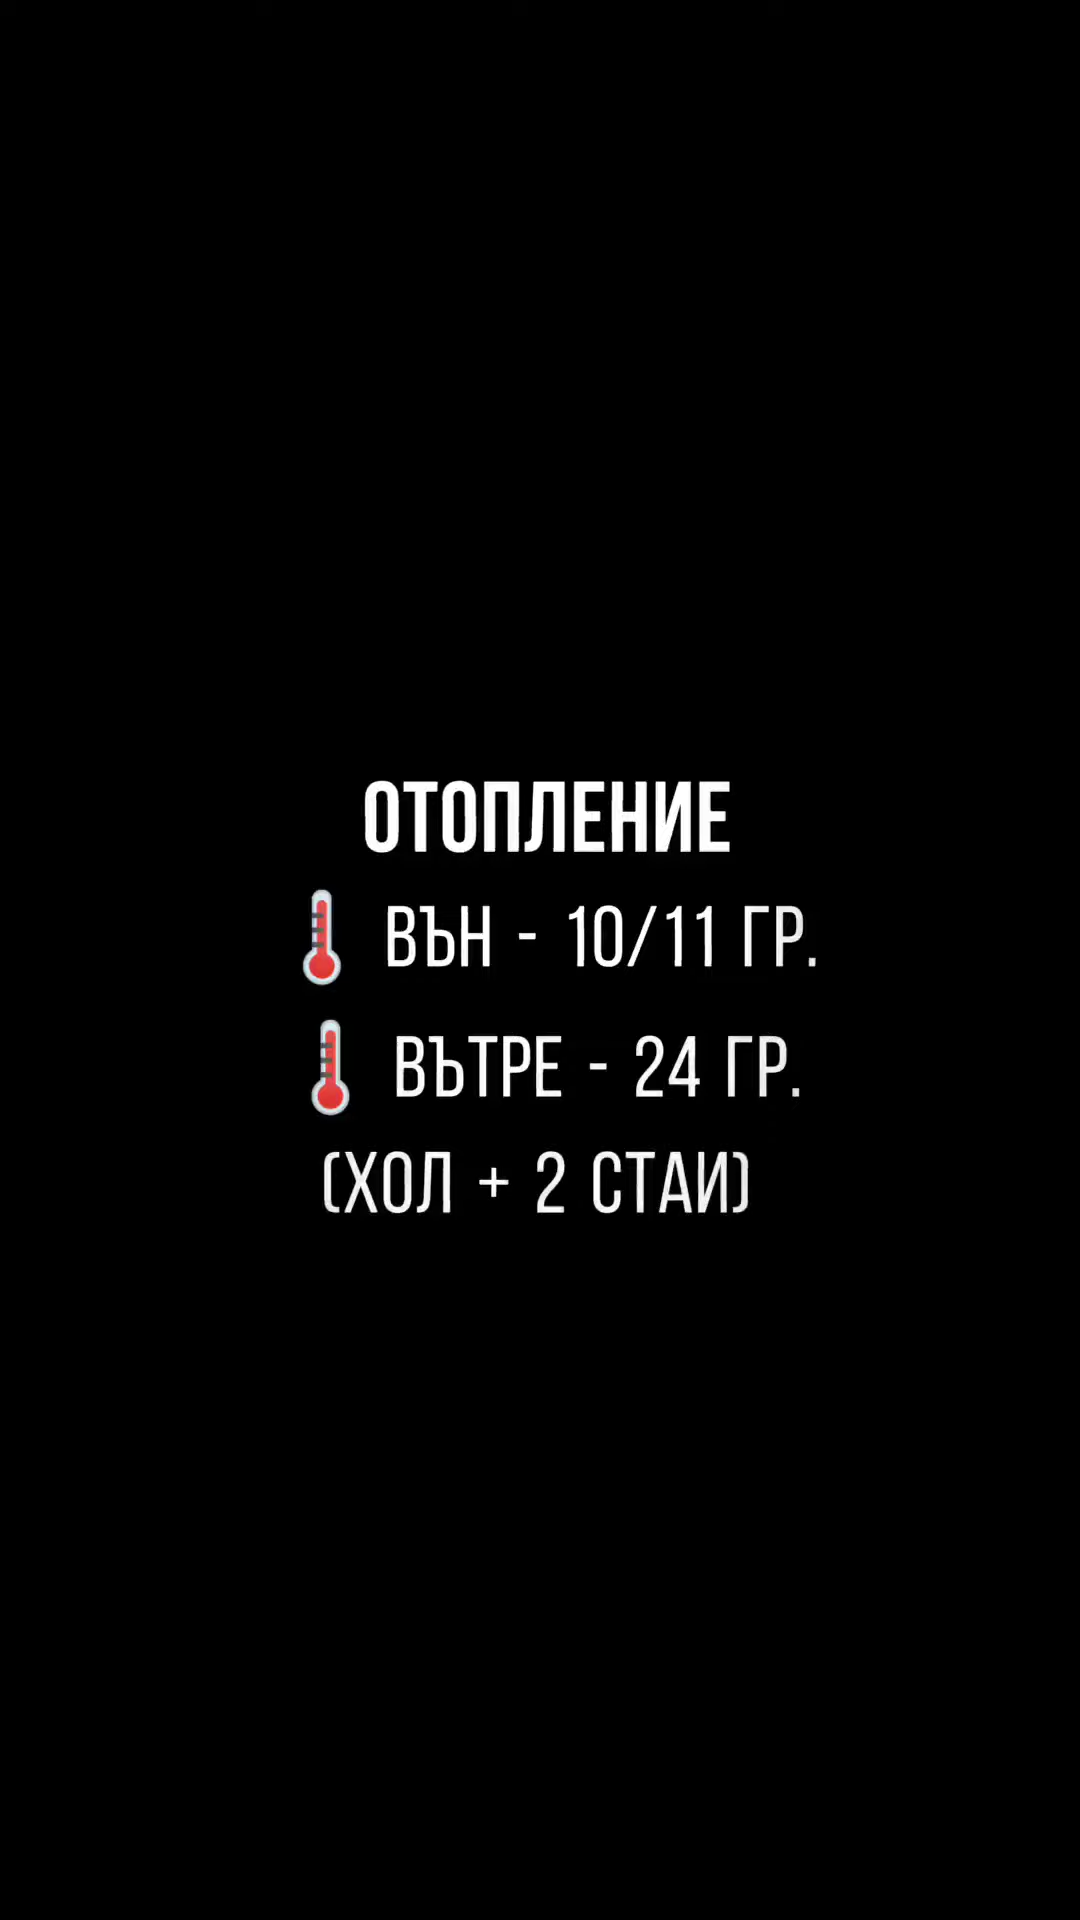 ОТОПЛЕНИЕ
🌡️ ВЪН - 10/11 ГР.
🌡️ ВЪТРЕ - 24 ГР.
(ХОЛ + 2 СТАИ)